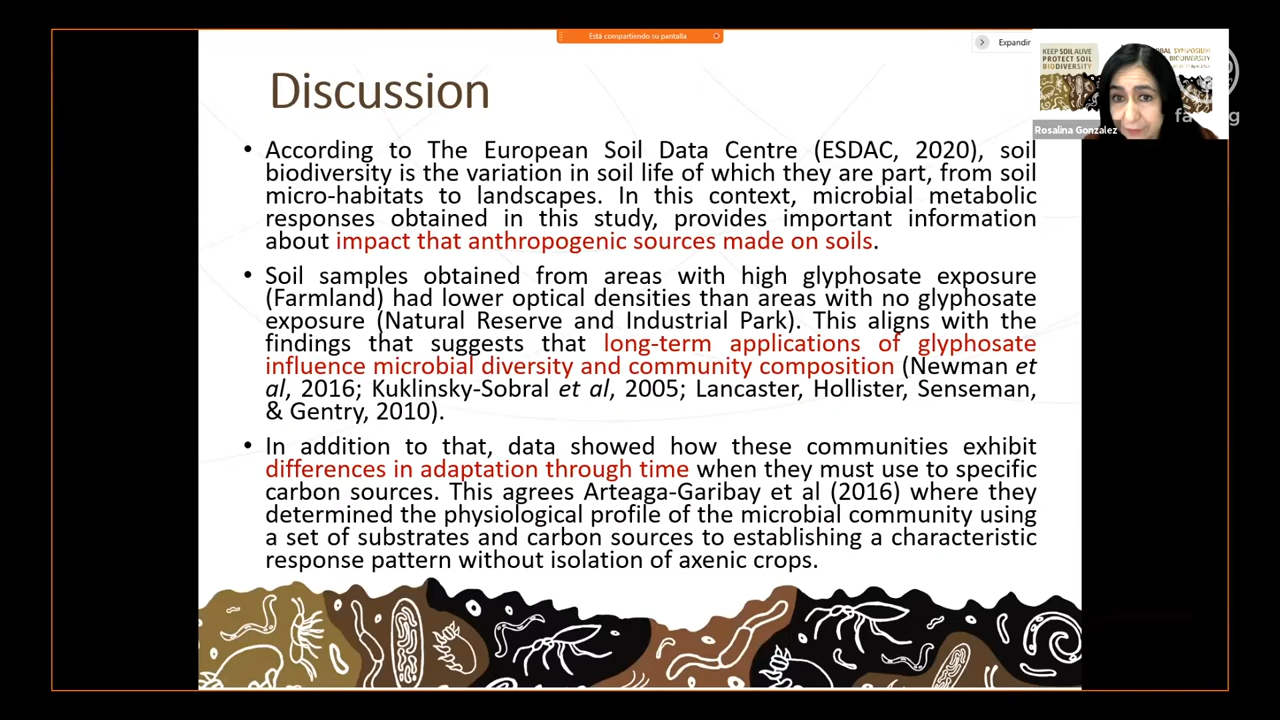 Está compartiendo su pantalla
Expandir
Discussion
KEEP SOIL ALIVE
PROTECT SOIL
BIODIVERSITY
SYMPOSIUM
BIODIVERSITY
Rosalina Gonzalez
• According to The European Soil Data Centre (ESDAC, 2020), soil
biodiversity is the variation in soil life of which they are part, from soil
micro-habitats to landscapes. In this context, microbial metabolic
responses obtained in this study, provides important information
about impact that anthropogenic sources made on soils.
• Soil samples obtained from areas with high glyphosate exposure
(Farmland) had lower optical densities than areas with no glyphosate
exposure (Natural Reserve and Industrial Park). This aligns with the
findings that suggests that long-term applications of glyphosate
influence microbial diversity and community composition (Newman et
al, 2016; Kuklinsky-Sobral et al, 2005; Lancaster, Hollister, Senseman,
& Gentry, 2010).
• In addition to that, data showed how these communities exhibit
differences in adaptation through time when they must use to specific
carbon sources. This agrees Arteaga-Garibay et al (2016) where they
determined the physiological profile of the microbial community using
a set of substrates and carbon sources to establishing a characteristic
response pattern without isolation of axenic crops.